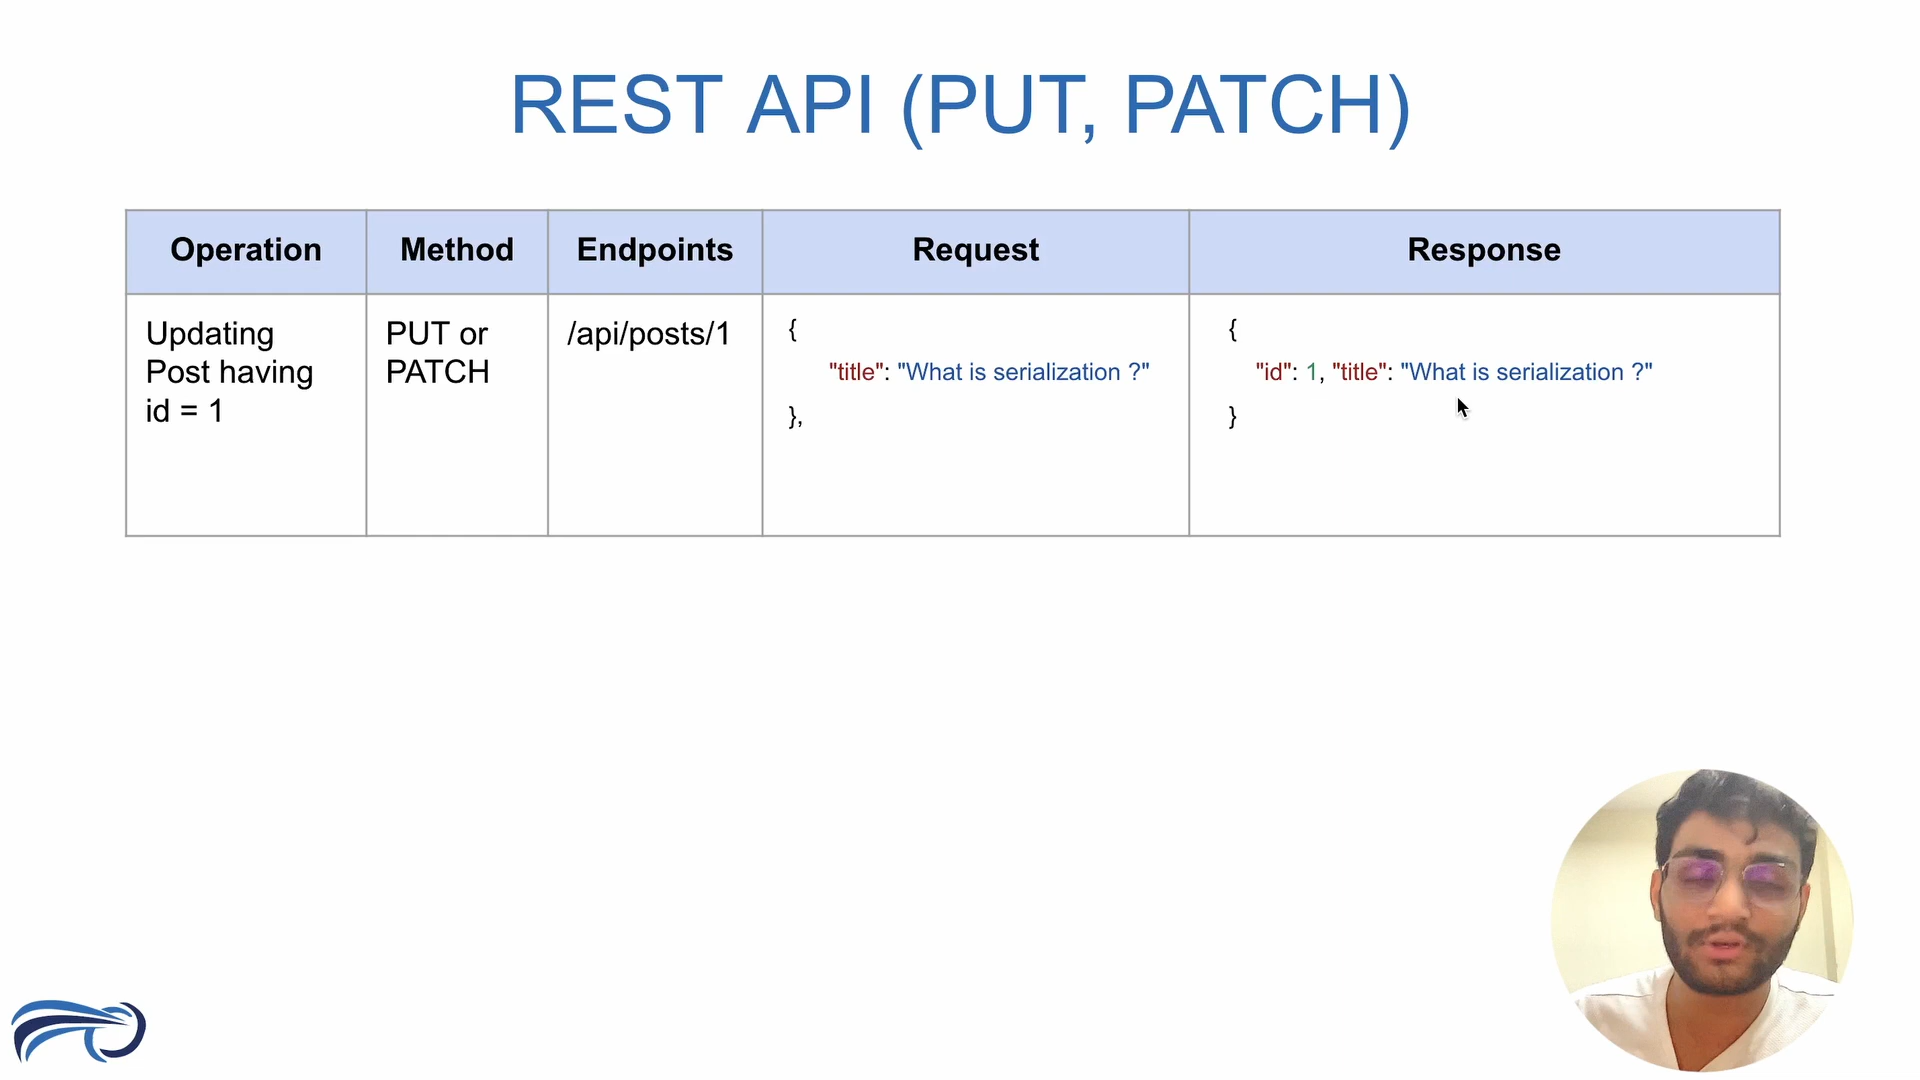 REST API (PUT, PATCH)
Operation
Method
Endpoints
Request
Response
Updating
Post having
id = 1
PUT or
PATCH
/api/posts/1
{
"title": "What is serialization ?"
},
{
"id": 1, "title": "What is serialization ?"
}